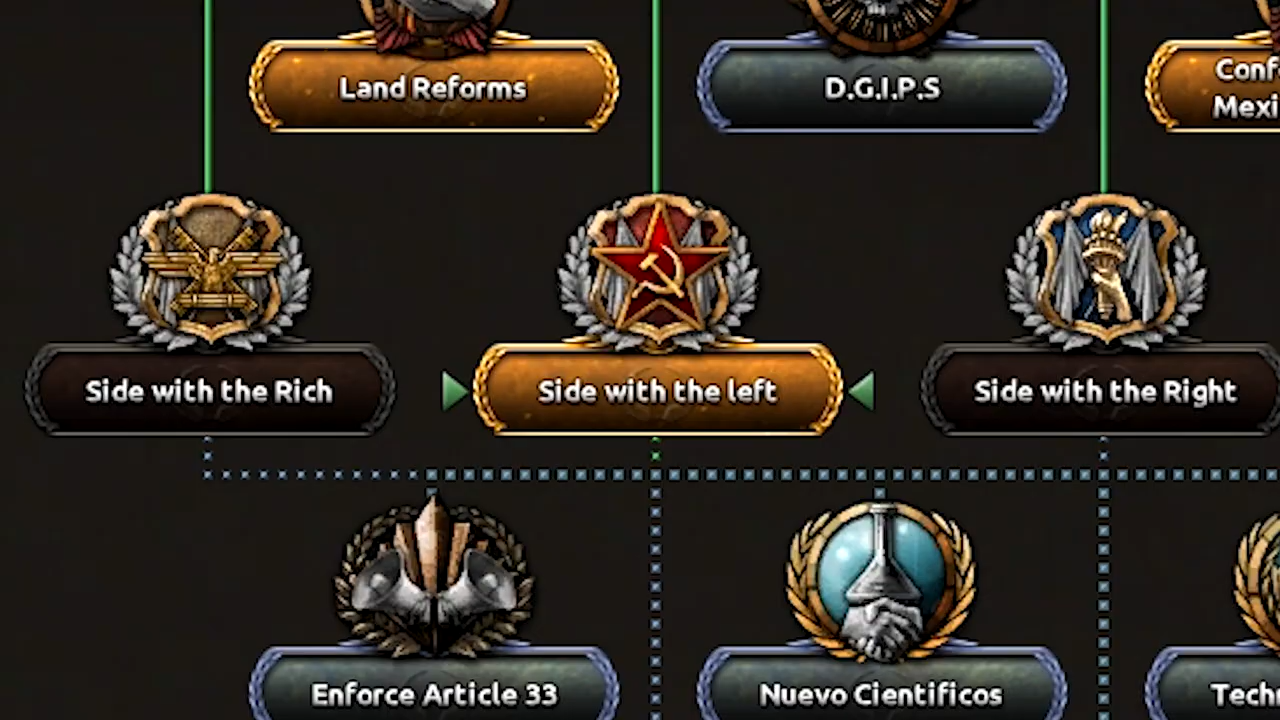 Land Reforms
D.G.I.P.S
Side with the Rich
Side with the left
Side with the Right
Enforce Article 33
Nuevo Cientificos